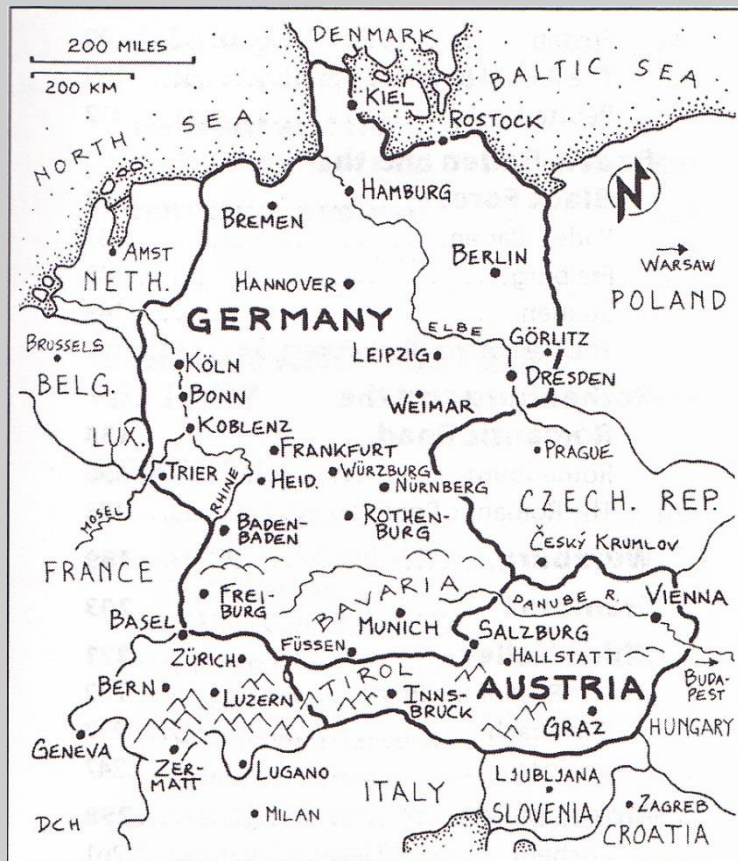 200 MILES
200 KM
DENMARK
BALTIC SEA
NORTH SEA
KIEL
ROSTOCK
HAMBURG
BREMEN
AMST
NETH.
BERLIN
WARSAW
POLAND
HANNOVER
GERMANY
ELBE
GÖRLITZ
LEIPZIG
DRESDEN
BRUSSELS
BELG.
KÖLN
BONN
WEIMAR
KOBLENZ
LUX.
FRANKFURT
PRAGUE
TRIER
HEID.
WÜRZBURG
NÜRNBERG
CZECH. REP.
MOSEL
RHINE
BADEN-
BADEN
ROTHEN-
BURG
ČESKÝ KRUMLOV
FRANCE
FREI-
BURG
BAVARIA
DANUBE R.
VIENNA
BASEL
MUNICH
SALZBURG
FÜSSEN
HALLSTATT
ZÜRICH
TIROL
BUDA-
PEST
BERN
LUZERN
INNS-
BRUCK
AUSTRIA
GRAZ
HUNGARY
GENEVA
ZER-
MATT
LUGANO
ITALY
LJUBLJANA
SLOVENIA
ZAGREB
CROATIA
MILAN
DCH